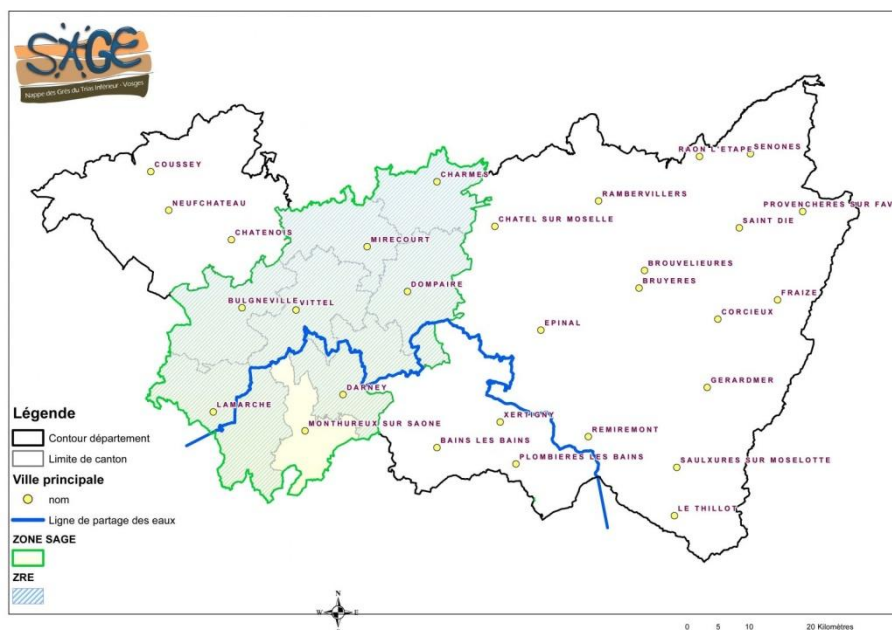 SAGE
Nappe des Grès du Trias Inférieur - Vosges
COUSSEY
NEUFCHATEAU
CHATENOIS
CHARMES
RAON L'ETAPE
SENONES
RAMBERVILLERS
PROVENCHERES SUR FAV
CHATEL SUR MOSELLE
SAINT DIE
MIRECOURT
BROUVELIEURES
BRUYERES
DOMPAIRE
FRAIZE
BULGNEVILLE
VITTEL
CORCIEUX
EPINAL
GERARDMER
DARNEY
LAMARCHE
MONTHUREUX SUR SAONE
XERTIGNY
REMIREMONT
BAINS LES BAINS
PLOMBIERES LES BAINS
SAULXURES SUR MOSELOTTE
LE THILLOT
Légende
Contour département
Limite de canton
Ville principale
nom
Ligne de partage des eaux
ZONE SAGE
ZRE
N
W
E
0 5 10 20 Kilomètres